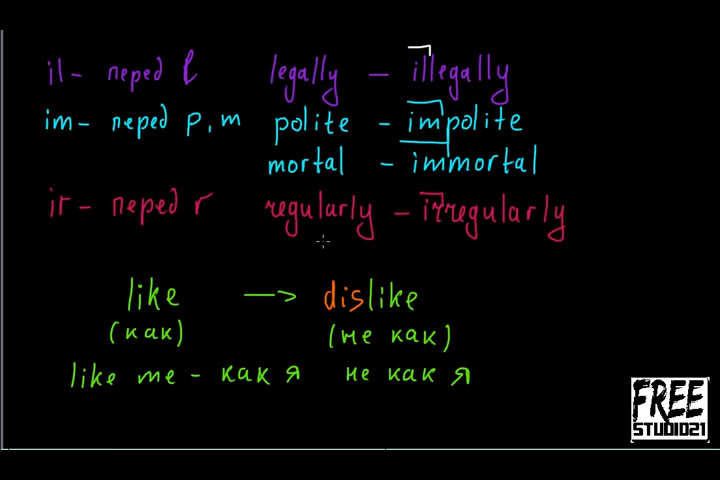 il - перед l legally - illegally
im - перед p, m polite - impolite
mortal - immortal
ir - перед r regularly - irregularly
like -> dislike
(как) (не как)
like me - как я не как я
FREE
STUDIO21